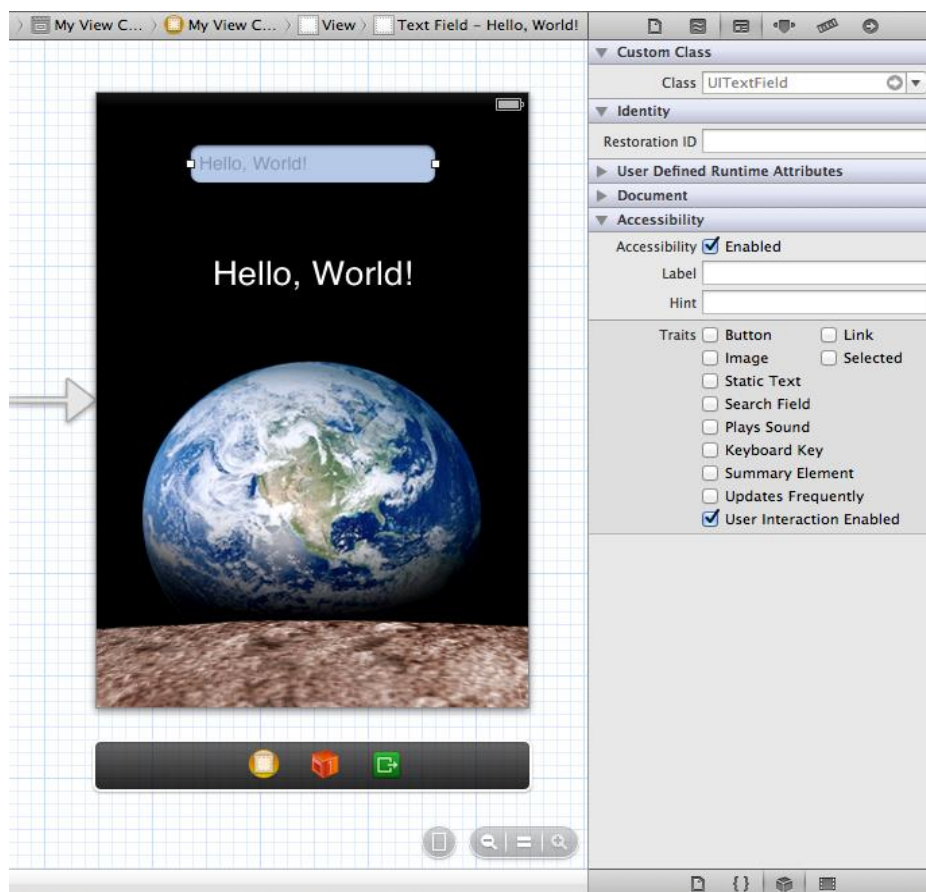 My View C... My View C... View Text Field – Hello, World!
Custom Class
Class UITextField
Identity
Restoration ID
User Defined Runtime Attributes
Document
Accessibility
Accessibility Enabled
Label
Hint
Traits Button Link
Image Selected
Static Text
Search Field
Plays Sound
Keyboard Key
Summary Element
Updates Frequently
User Interaction Enabled
Hello, World!
Hello, World!